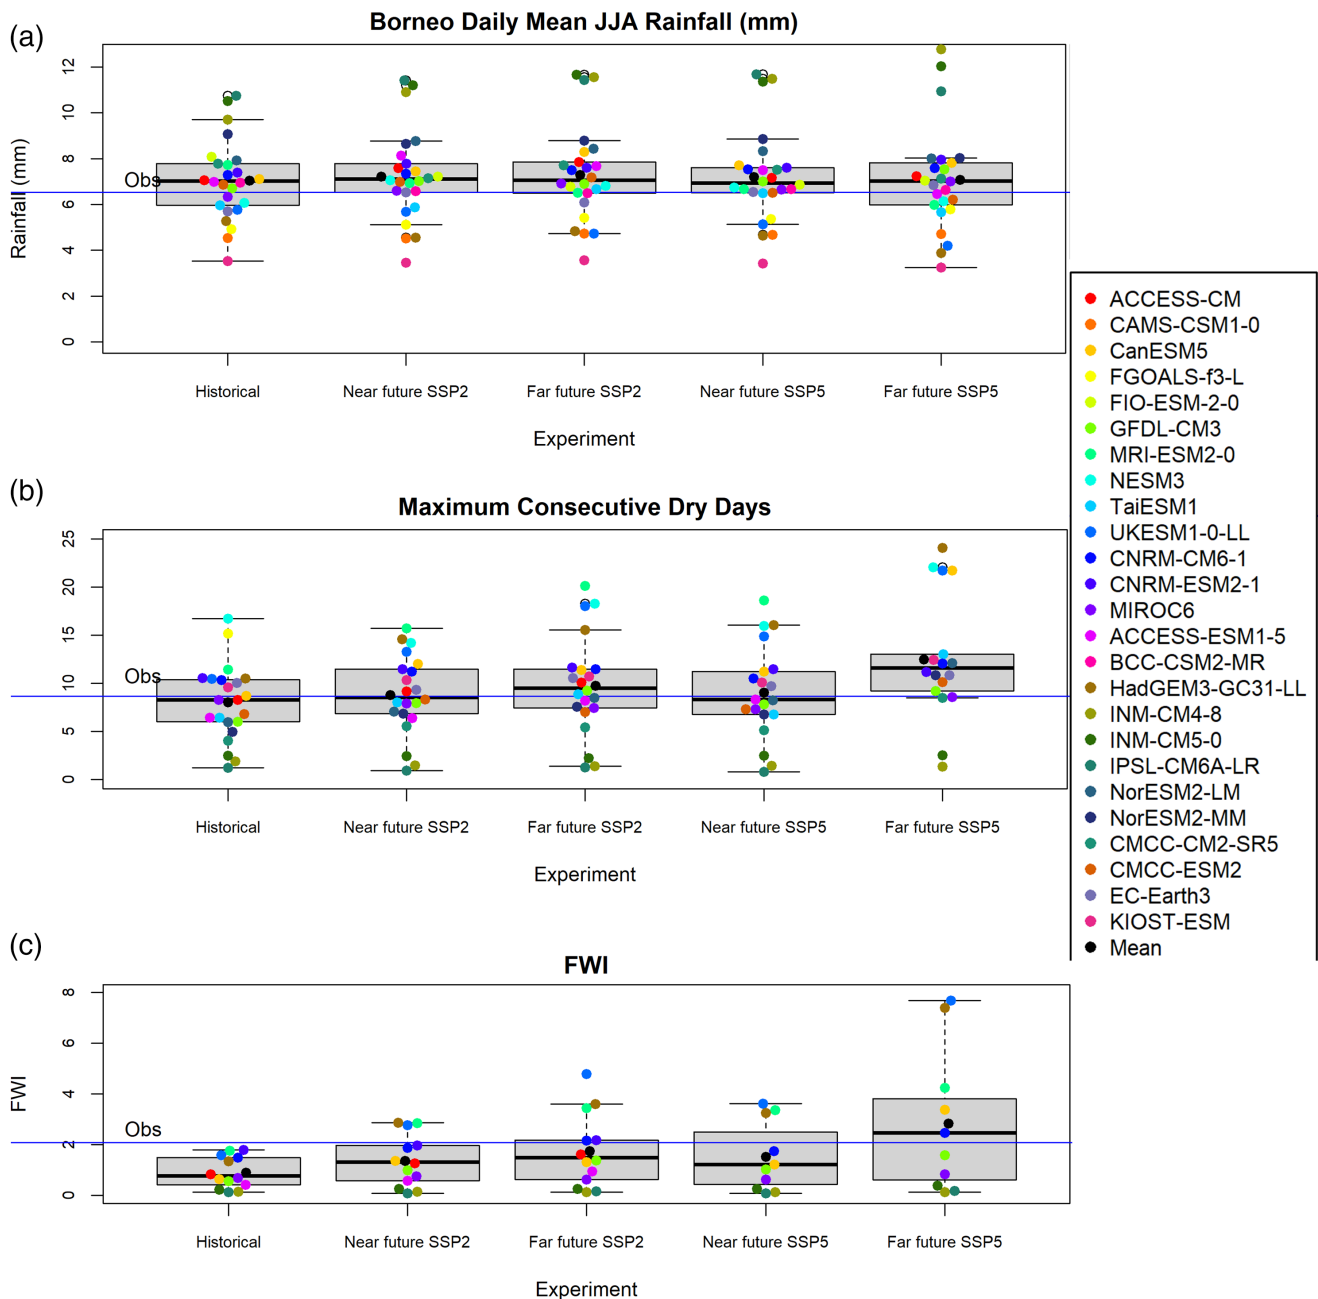 (a)
Borneo Daily Mean JJA Rainfall (mm)
Rainfall (mm)
12
10
8
6
4
2
0
Obs
Historical
Near future SSP2
Far future SSP2
Near future SSP5
Far future SSP5
Experiment
(b)
Maximum Consecutive Dry Days
25
20
15
10
5
0
Obs
Historical
Near future SSP2
Far future SSP2
Near future SSP5
Far future SSP5
Experiment
ACCESS-CM
CAMS-CSM1-0
CanESM5
FGOALS-f3-L
FIO-ESM-2-0
GFDL-CM3
MRI-ESM2-0
NESM3
TaiESM1
UKESM1-0-LL
CNRM-CM6-1
CNRM-ESM2-1
MIROC6
ACCESS-ESM1-5
BCC-CSM2-MR
HadGEM3-GC31-LL
INM-CM4-8
INM-CM5-0
IPSL-CM6A-LR
NorESM2-LM
NorESM2-MM
CMCC-CM2-SR5
CMCC-ESM2
EC-Earth3
KIOST-ESM
Mean
(c)
FWI
FWI
8
6
4
2
0
Obs
Historical
Near future SSP2
Far future SSP2
Near future SSP5
Far future SSP5
Experiment